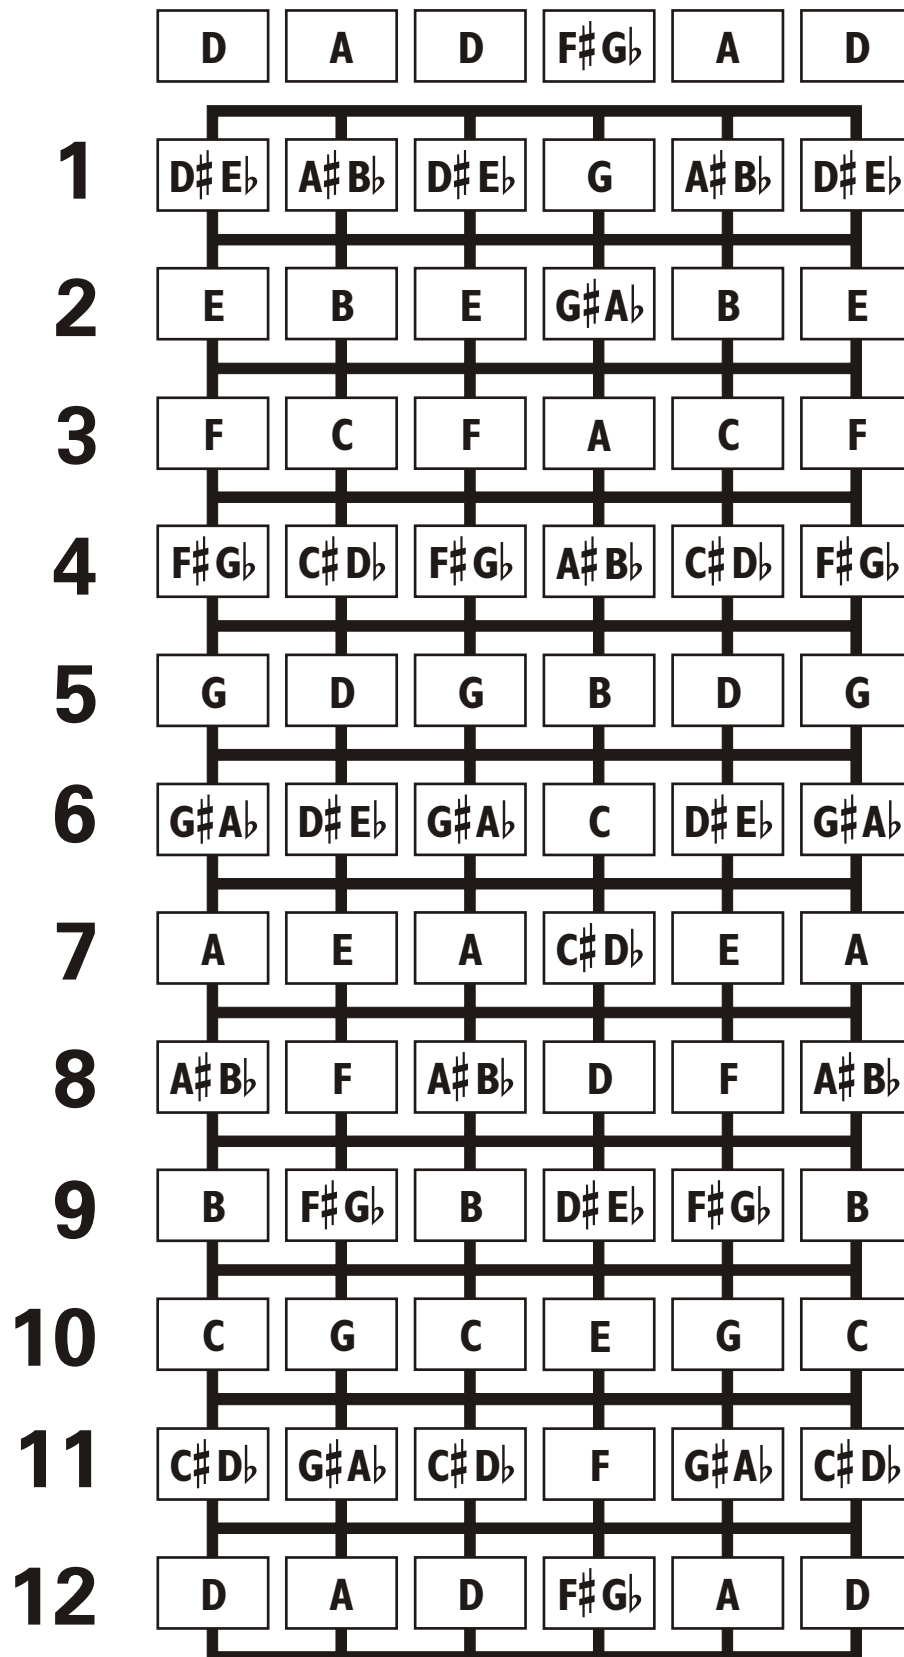 D A D F♯G♭ A D
1 D♯E♭ A♯B♭ D♯E♭ G A♯B♭ D♯E♭
2 E B E G♯A♭ B E
3 F C F A C F
4 F♯G♭ C♯D♭ F♯G♭ A♯B♭ C♯D♭ F♯G♭
5 G D G B D G
6 G♯A♭ D♯E♭ G♯A♭ C D♯E♭ G♯A♭
7 A E A C♯D♭ E A
8 A♯B♭ F A♯B♭ D F A♯B♭
9 B F♯G♭ B D♯E♭ F♯G♭ B
10 C G C E G C
11 C♯D♭ G♯A♭ C♯D♭ F G♯A♭ C♯D♭
12 D A D F♯G♭ A D